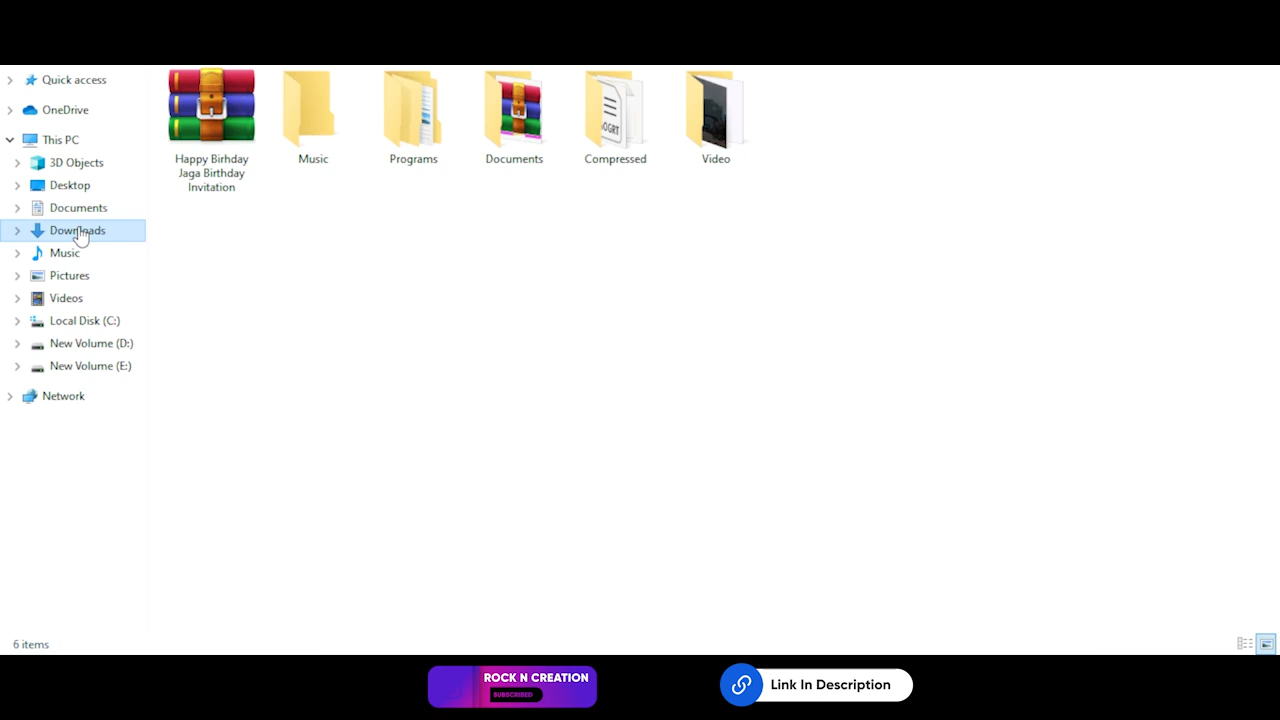 Quick access
OneDrive
This PC
3D Objects
Desktop
Documents
Downloads
Music
Pictures
Videos
Local Disk (C:)
New Volume (D:)
New Volume (E:)
Network
Happy Birhday
Jaga Birthday
Invitation
Music
Programs
Documents
OGRT
Compressed
Video
6 items
ROCK N CREATION
SUBSCRIBED
Link In Description